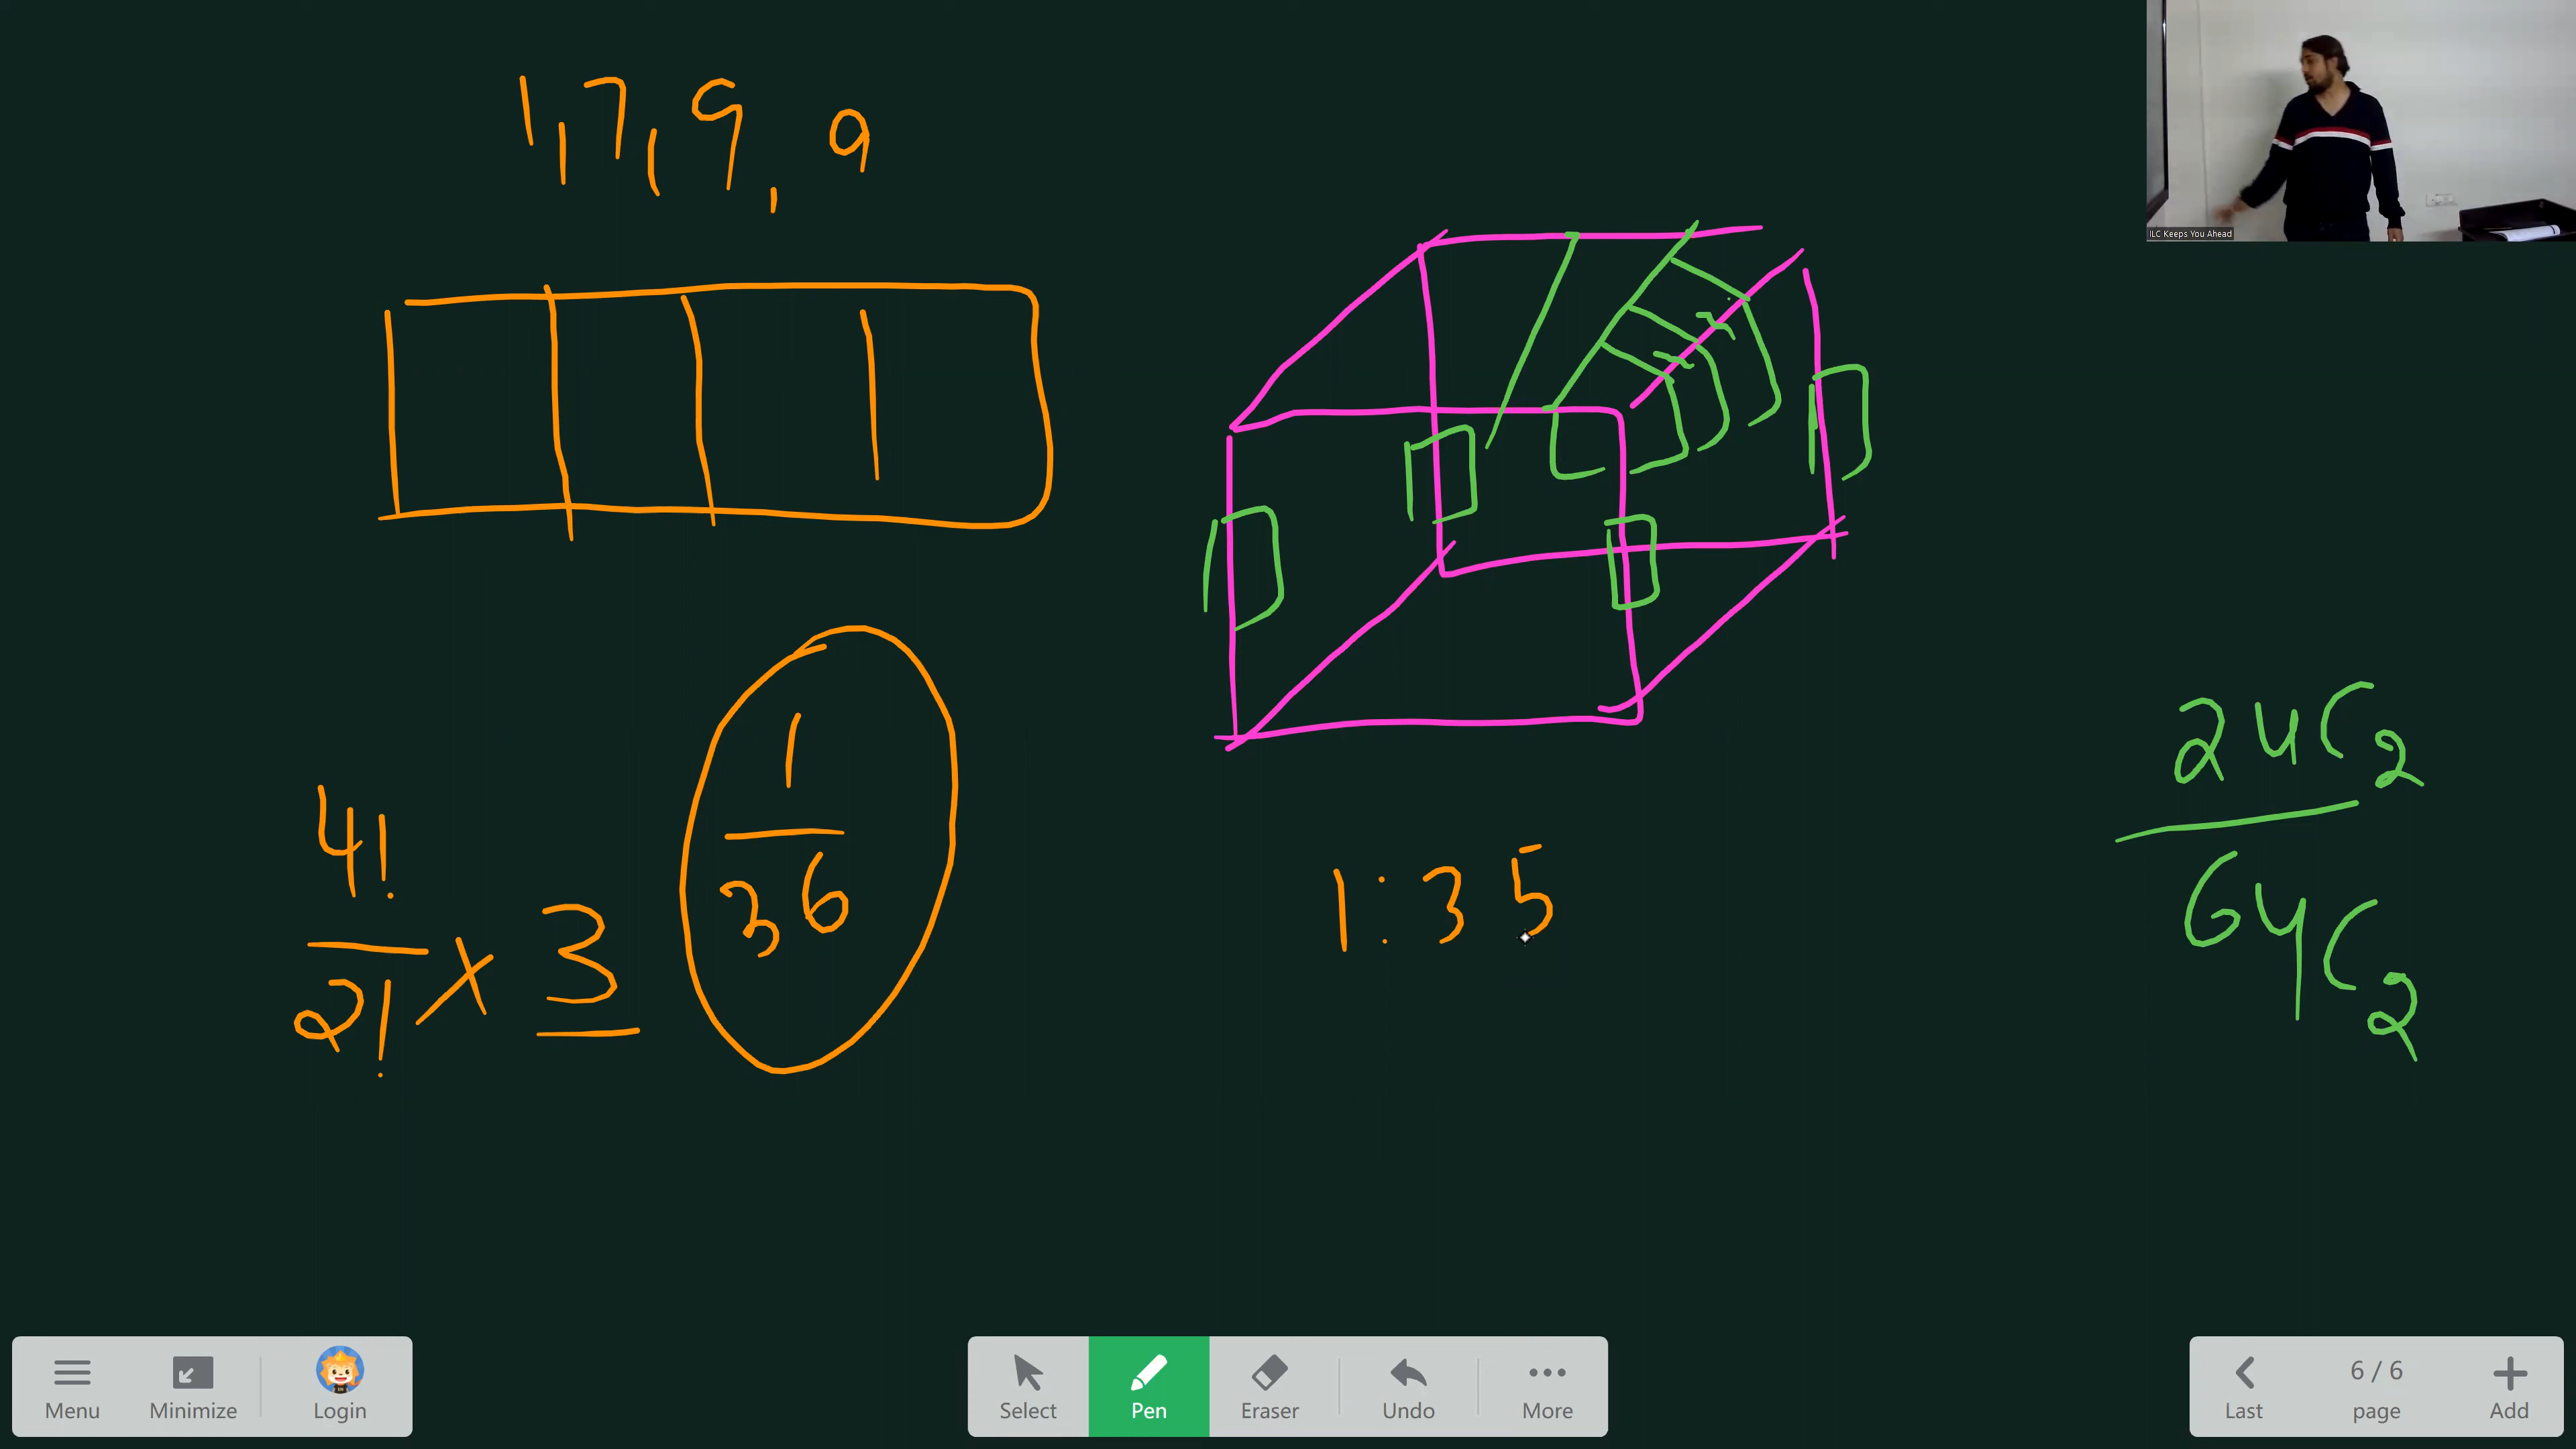 1, 7, 9, 9
ILC Keeps You Ahead
4!
2!
× 3
1
36
1:35
24C2
64C2
Menu
Minimize
Login
Select
Pen
Eraser
Undo
More
Last
6 / 6
page
Add